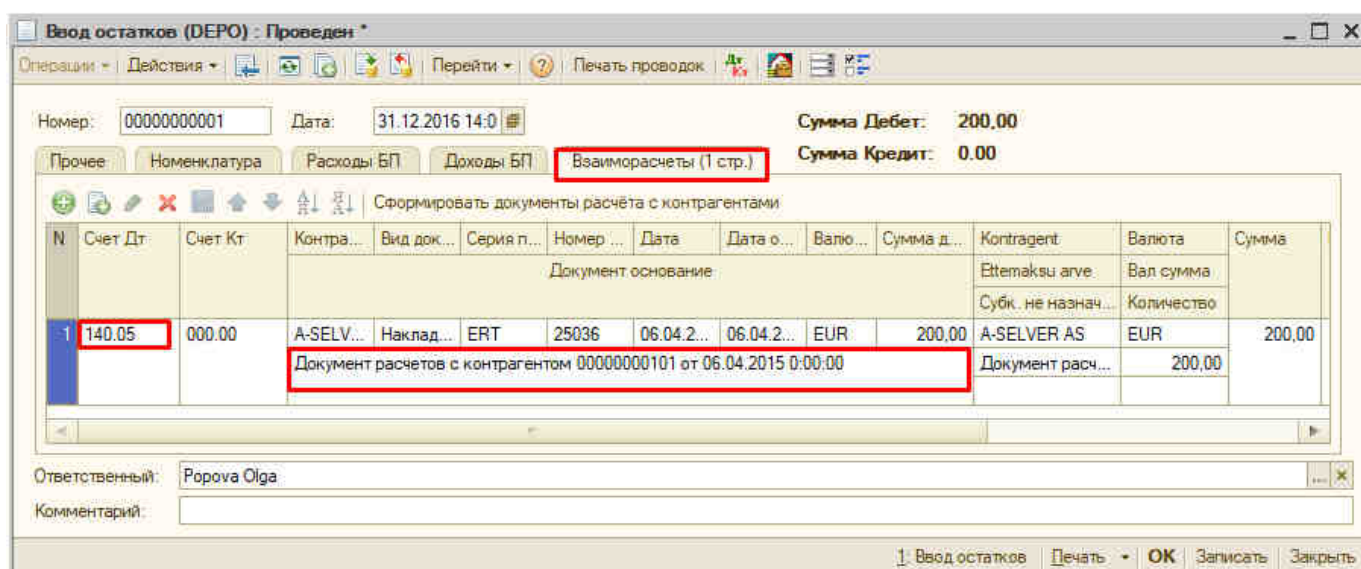 Ввод остатков (DEPO) : Проведен *
Операции Действия Перейти Печать проводок
Номер: 00000000001 Дата: 31.12.2016 14:0 Сумма Дебет: 200,00
Прочее Номенклатура Расходы БП Доходы БП Взаиморасчеты (1 стр.) Сумма Кредит: 0.00
Сформировать документы расчёта с контрагентами
N Счет Дт Счет Кт Контра... Вид док... Серия п... Номер ... Дата Дата о... Валю... Сумма д... Kontragent Валюта Сумма
Документ основание Ettemaksu arve Вал сумма
Субк. не назнач... Количество
1 140.05 000.00 A-SELV... Наклад... ERT 25036 06.04.2... 06.04.2... EUR 200,00 A-SELVER AS EUR 200,00
Документ расчетов с контрагентом 00000000101 от 06.04.2015 0:00:00 Документ расч... 200,00
Ответственный: Popova Olga ... ×
Комментарий:
1: Ввод остатков Печать OK Записать Закрыть